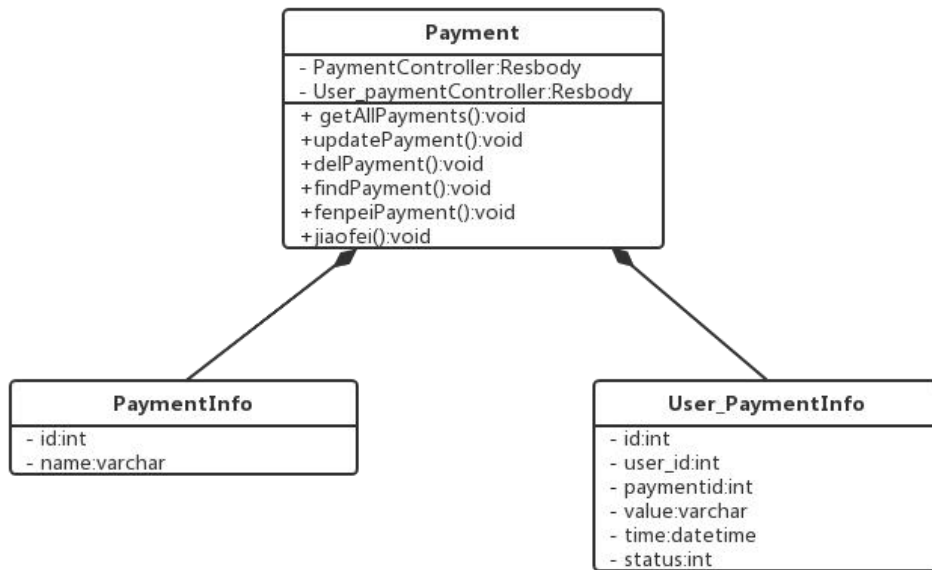 Payment
- PaymentController:Resbody
- User_paymentController:Resbody
+ getAllPayments():void
+updatePayment():void
+delPayment():void
+findPayment():void
+fenpeiPayment():void
+jiaofei():void
PaymentInfo
- id:int
- name:varchar
User_PaymentInfo
- id:int
- user_id:int
- paymentid:int
- value:varchar
- time:datetime
- status:int